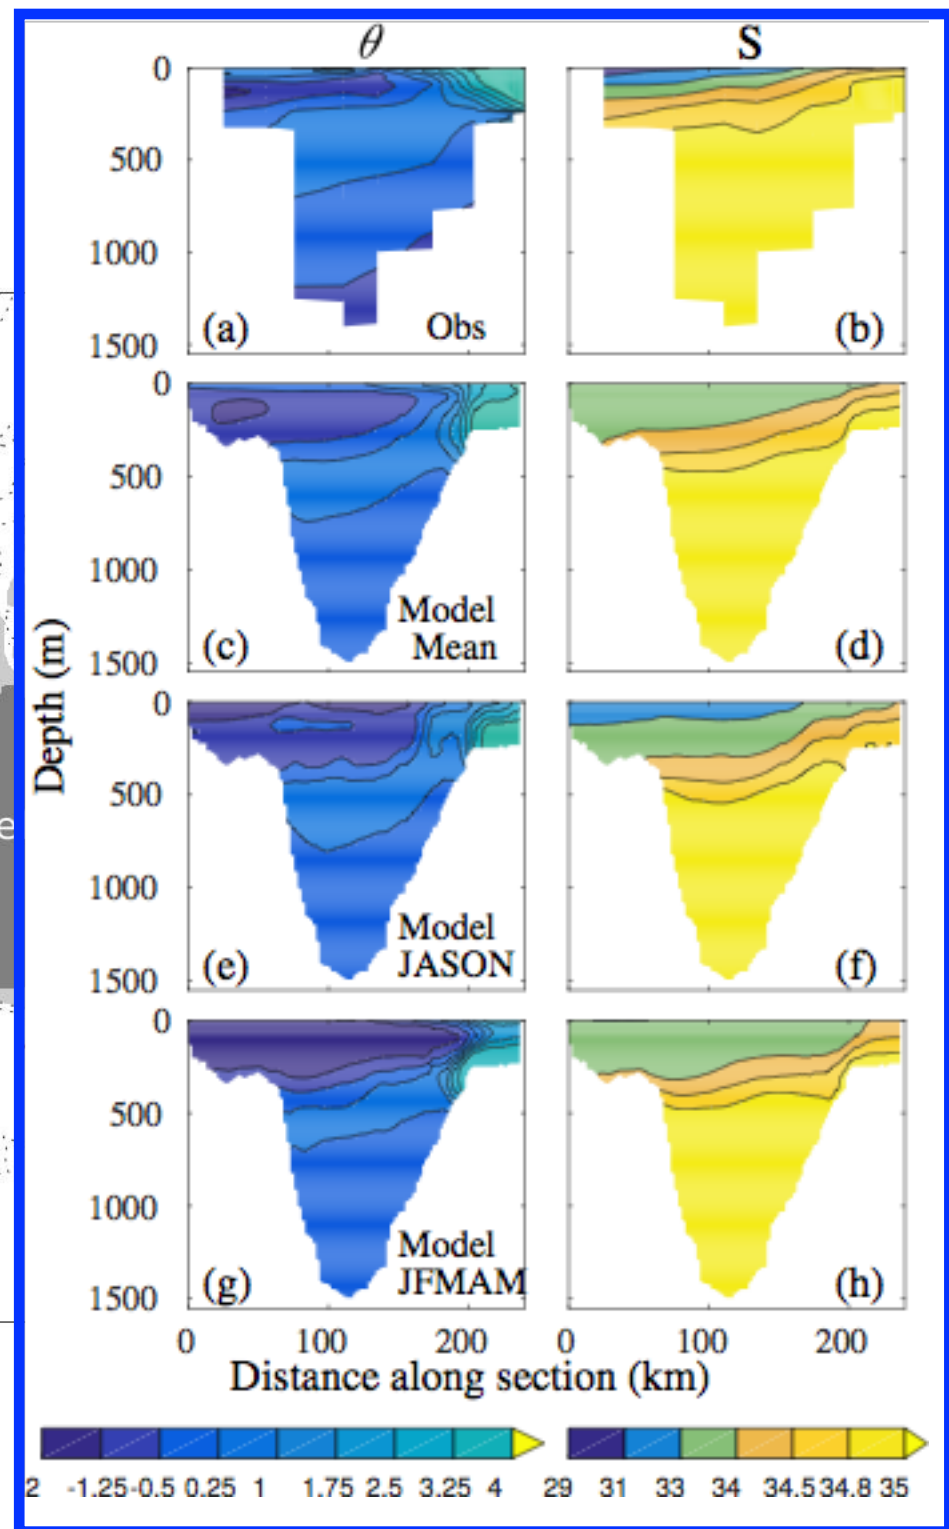 θ S
0
500
1000
1500
(a) Obs (b)
0
500
1000
1500
(c) Model Mean (d)
0
500
1000
1500
(e) Model JASON (f)
0
500
1000
1500
(g) Model JFMAM (h)
Depth (m)
0 100 200 0 100 200
Distance along section (km)
2 -1.25 -0.5 0.25 1 1.75 2.5 3.25 4 29 31 33 34 34.5 34.8 35
e